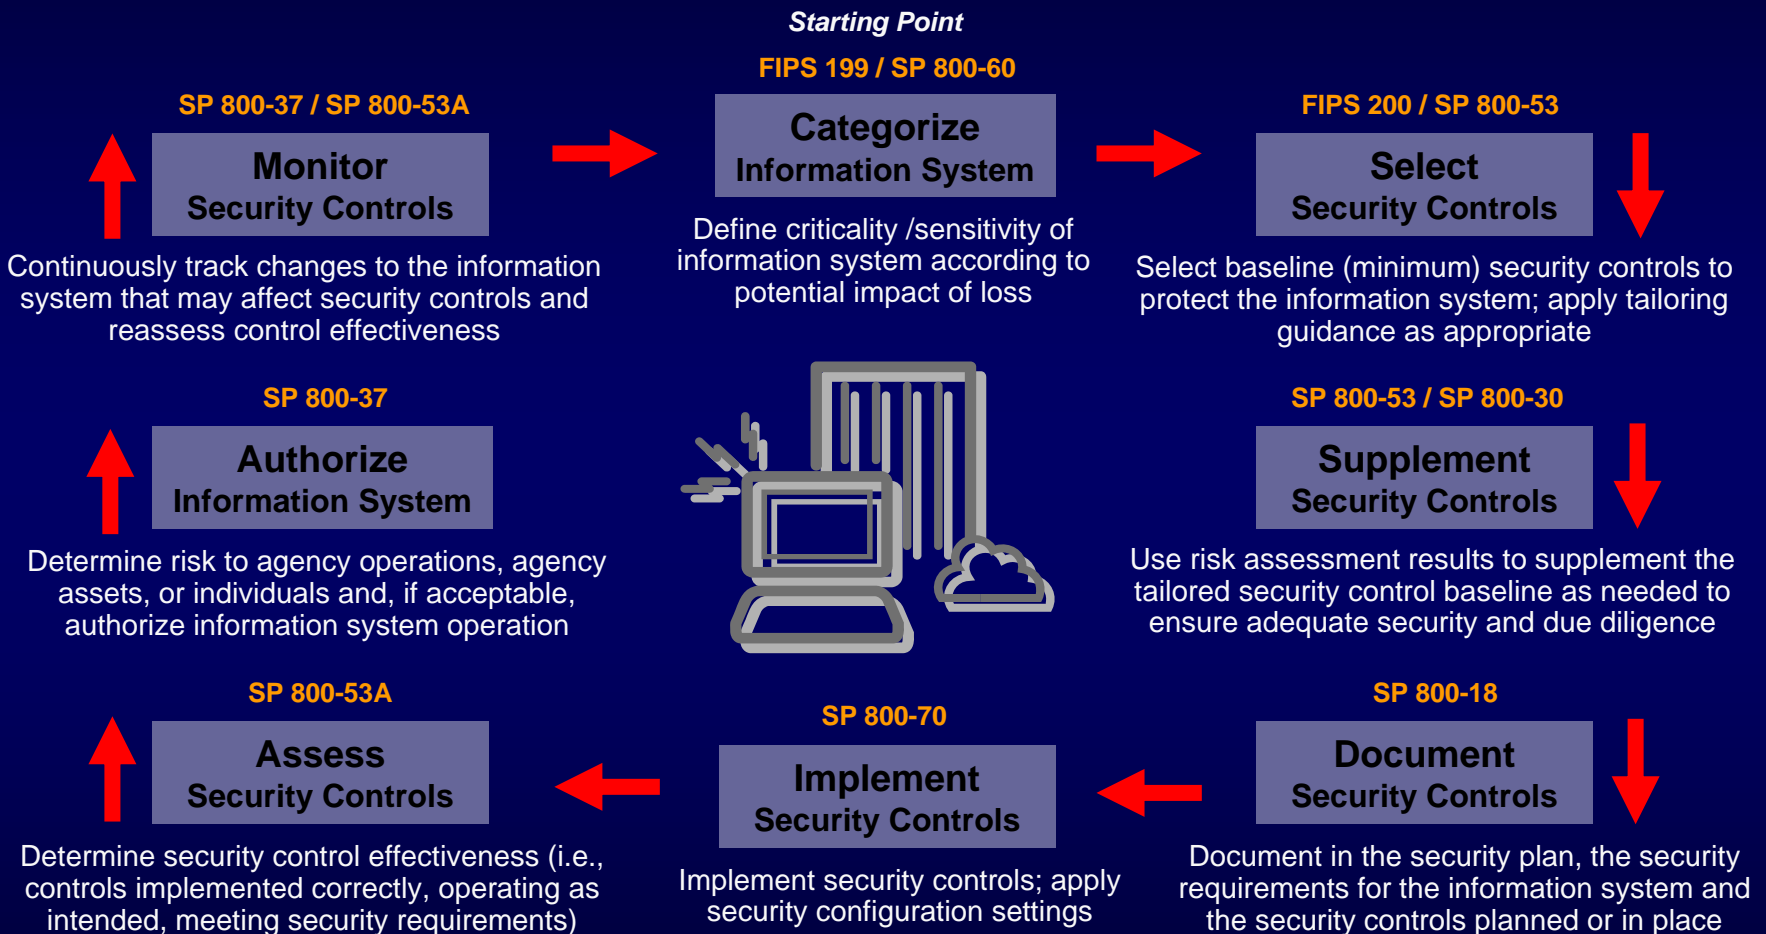 Starting Point
FIPS 199 / SP 800-60
Categorize
Information System
Define criticality /sensitivity of
information system according to
potential impact of loss
FIPS 200 / SP 800-53
Select
Security Controls
Select baseline (minimum) security controls to
protect the information system; apply tailoring
guidance as appropriate
SP 800-53 / SP 800-30
Supplement
Security Controls
Use risk assessment results to supplement the
tailored security control baseline as needed to
ensure adequate security and due diligence
SP 800-18
Document
Security Controls
Document in the security plan, the security
requirements for the information system and
the security controls planned or in place
SP 800-70
Implement
Security Controls
Implement security controls; apply
security configuration settings
SP 800-53A
Assess
Security Controls
Determine security control effectiveness (i.e.,
controls implemented correctly, operating as
intended, meeting security requirements)
SP 800-37
Authorize
Information System
Determine risk to agency operations, agency
assets, or individuals and, if acceptable,
authorize information system operation
SP 800-37 / SP 800-53A
Monitor
Security Controls
Continuously track changes to the information
system that may affect security controls and
reassess control effectiveness